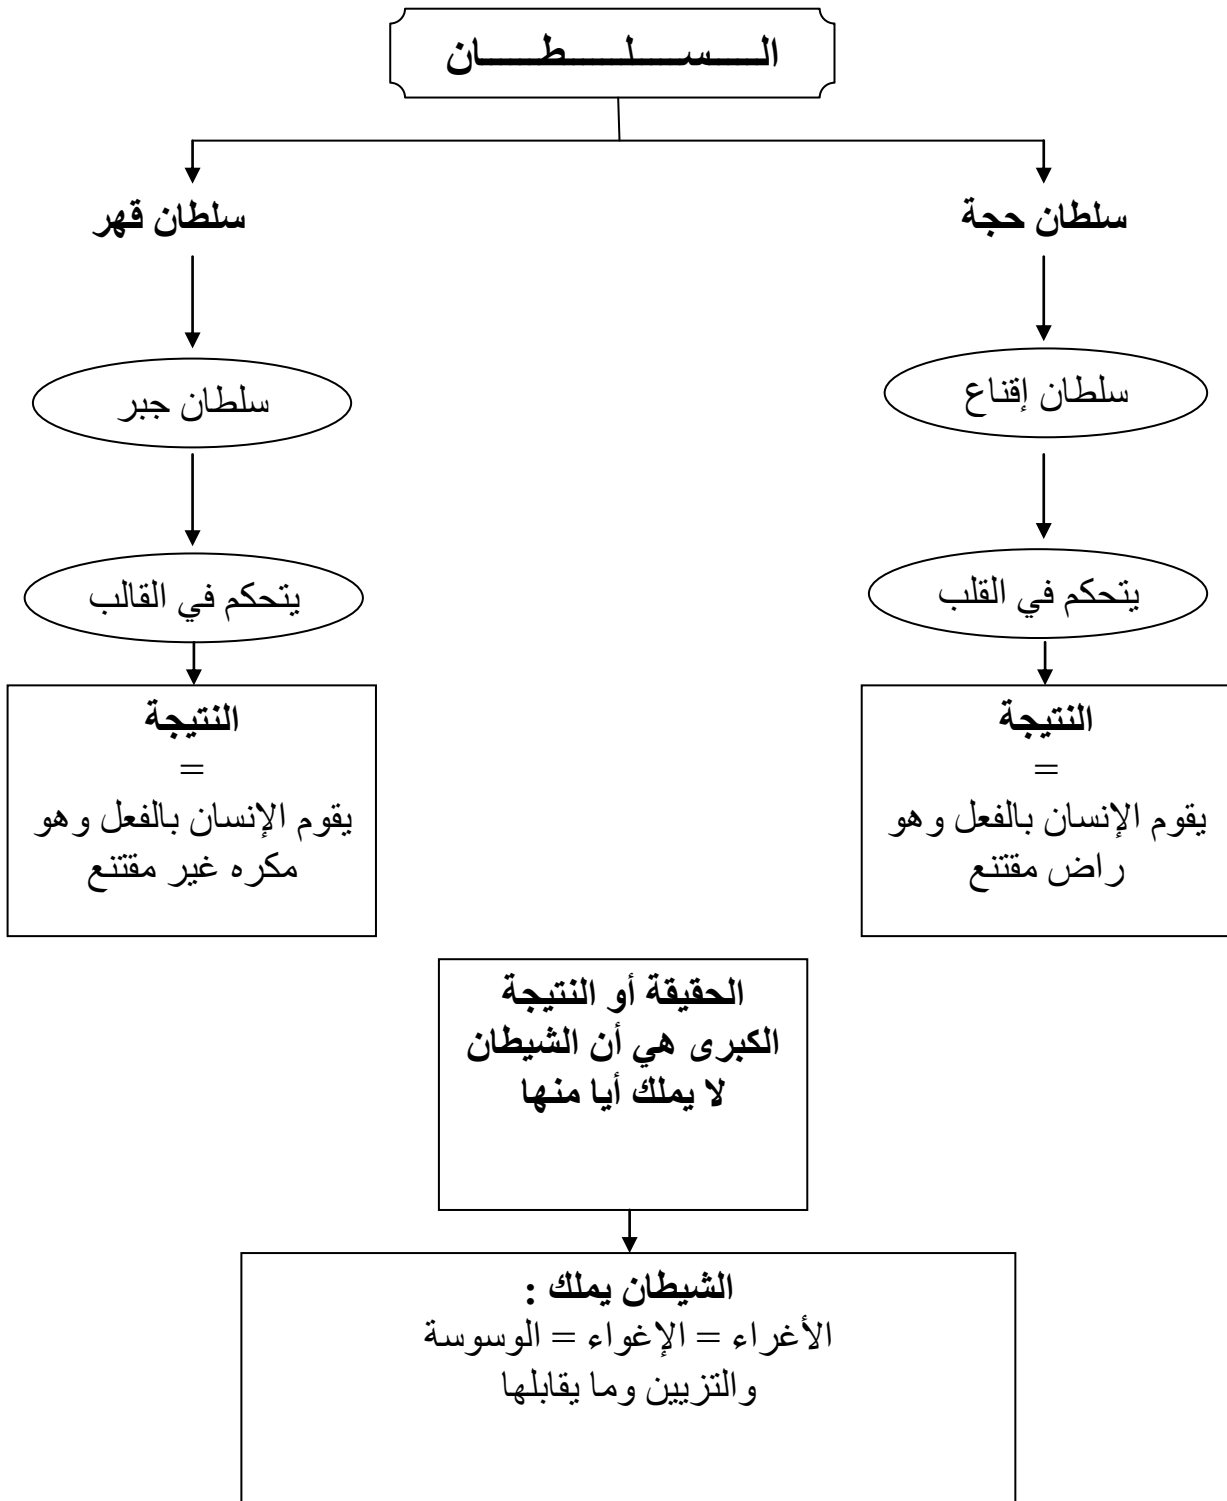 الـــســـلـــطـــان
سلطان حجة
سلطان قهر
سلطان إقناع
سلطان جبر
يتحكم في القلب
يتحكم في القالب
النتيجة
=
يقوم الإنسان بالفعل وهو
راض مقتنع
النتيجة
=
يقوم الإنسان بالفعل وهو
مكره غير مقتنع
الحقيقة أو النتيجة
الكبرى هي أن الشيطان
لا يملك أيا منها
الشيطان يملك :
الأغراء = الإغواء = الوسوسة
والتزيين وما يقابلها